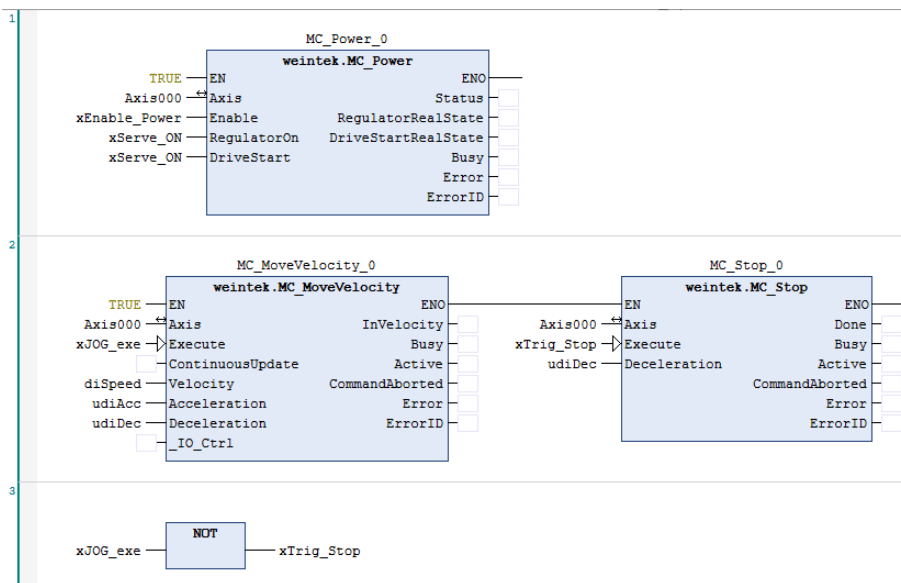 1
MC_Power_0
weintek.MC_Power
TRUE EN ENO
Axis000 Axis Status
xEnable_Power Enable RegulatorRealState
xServe_ON RegulatorOn DriveStartRealState
xServe_ON DriveStart Busy
Error
ErrorID
2
MC_MoveVelocity_0 MC_Stop_0
weintek.MC_MoveVelocity weintek.MC_Stop
TRUE EN ENO EN ENO
Axis000 Axis InVelocity Axis000 Axis Done
xJOG_exe Execute Busy xTrig_Stop Execute Busy
ContinuousUpdate Active udiDec Deceleration Active
diSpeed Velocity CommandAborted CommandAborted
udiAcc Acceleration Error Error
udiDec Deceleration ErrorID ErrorID
_IO_Ctrl
3
NOT
xJOG_exe xTrig_Stop